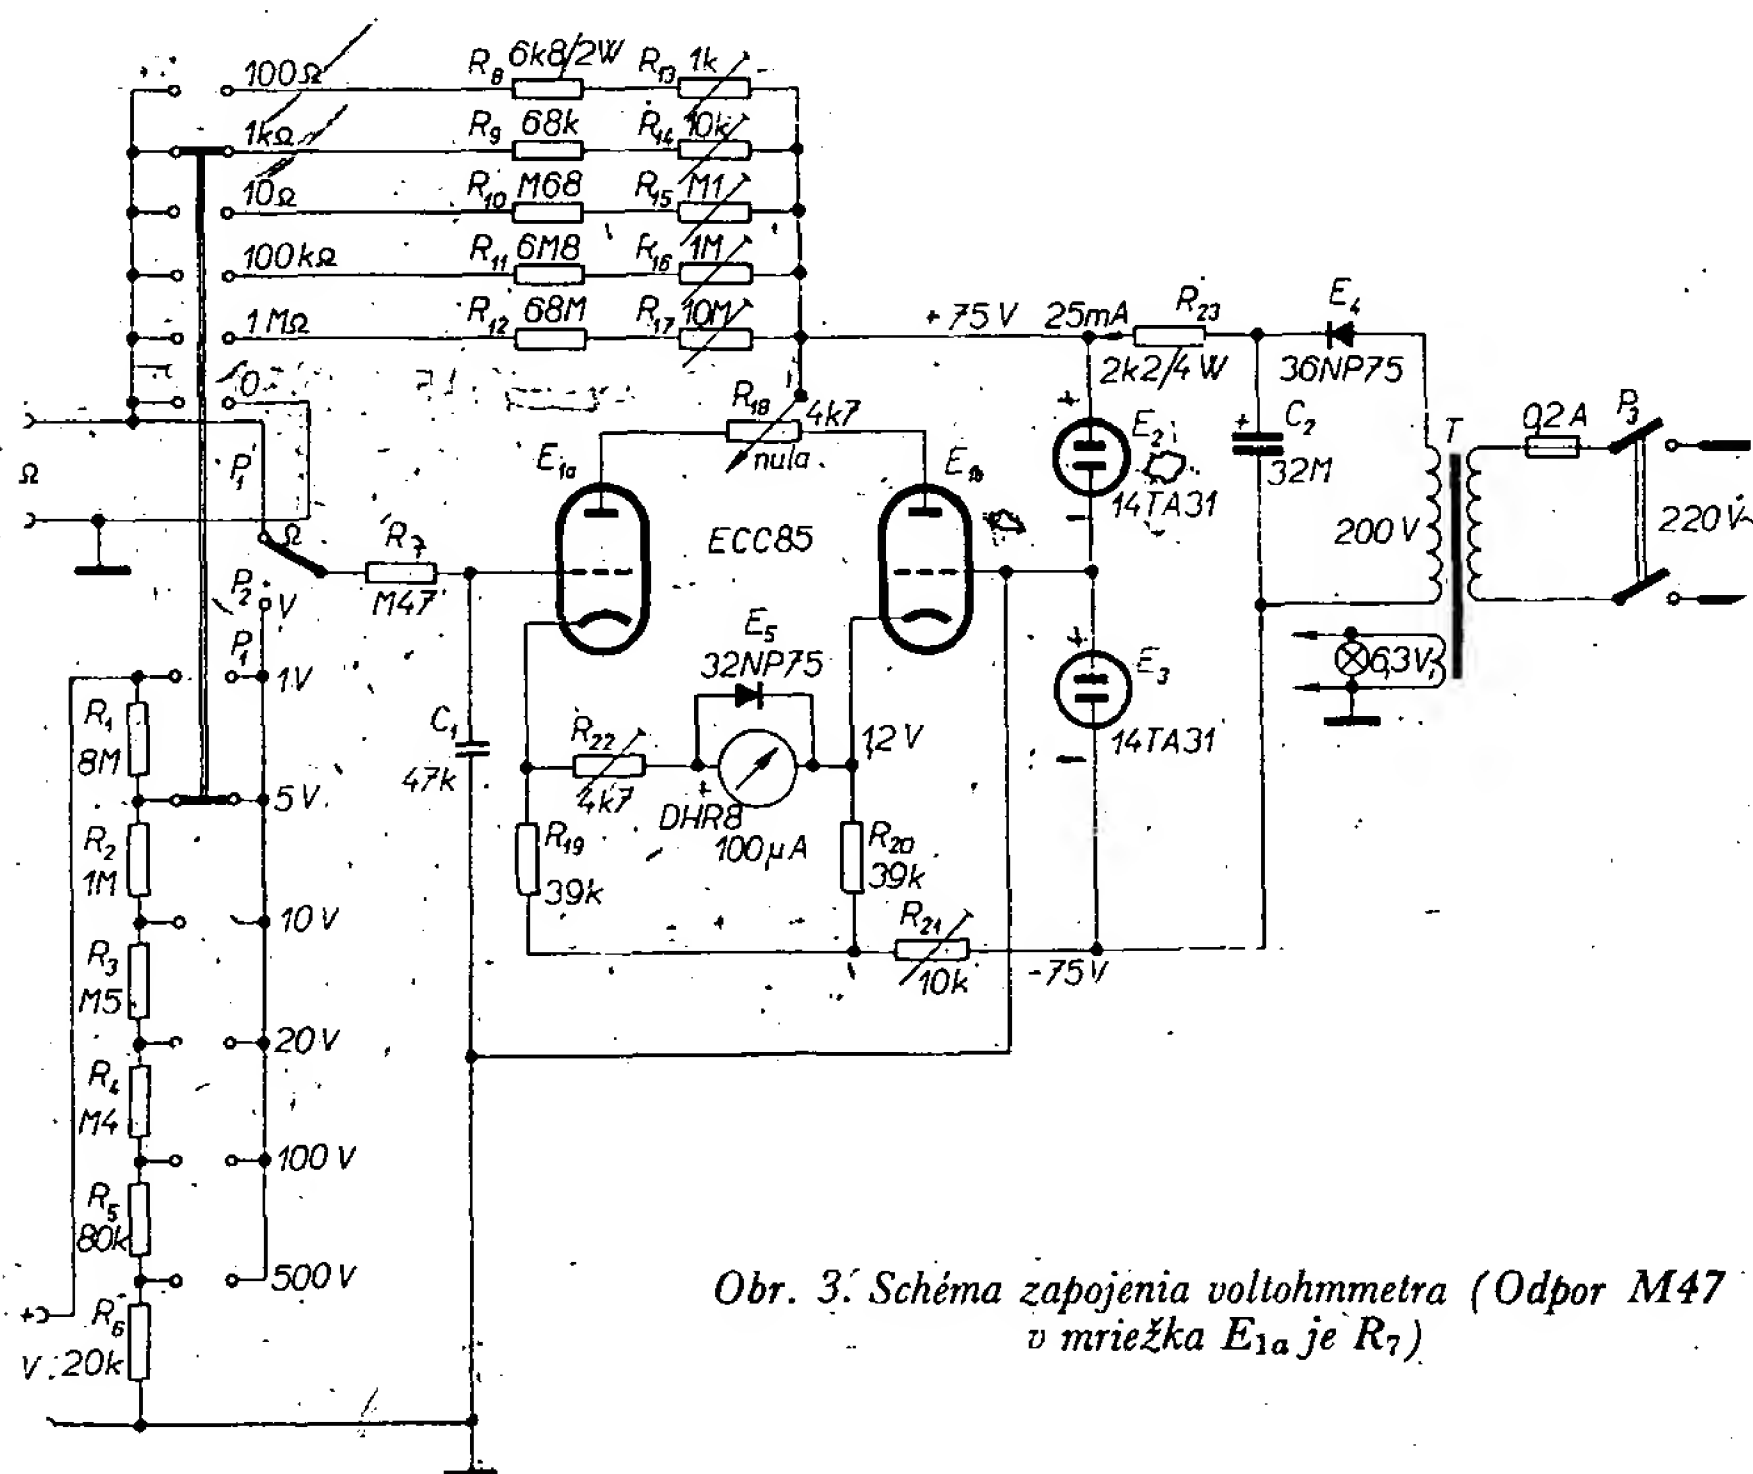 100Ω R8 6k8/2W R13 1k
1kΩ R9 68k R14 10k
10Ω R10 M68 R15 M1
100kΩ R11 6M8 R16 1M
1MΩ R12 68M R17 10M
0
+75V 25mA R23 E4
2k2/4W 36NP75
R18 4k7
nula
E2 C2 T 0,2A P3
14TA31 32M
200V 220V~
Ω P1' E1a E1b
ECC85
Ω R7
M47
P2 V
P1
1V
E5
32NP75
E3
14TA31
6,3V
R1
8M
C1
47k
R22
4k7
+
DHR8
100μA
1,2V
5V
R2
1M
R19
39k
R20
39k
R21
10k
-75V
10V
R3
M5
20V
R4
M4
100V
R5
80k
500V
+
R6
V 20k
Obr. 3. Schéma zapojenia voltohmmetra (Odpor M47
v mriežka E1a je R7)